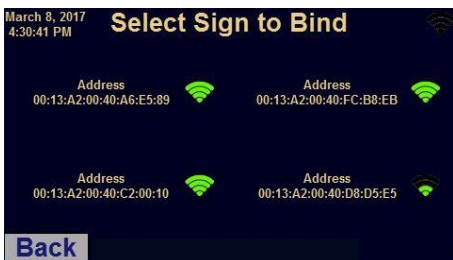 March 8, 2017
4:30:41 PM
Select Sign to Bind
Address
00:13:A2:00:40:A6:E5:89
Address
00:13:A2:00:40:FC:B8:EB
Address
00:13:A2:00:40:C2:00:10
Address
00:13:A2:00:40:D8:D5:E5
Back